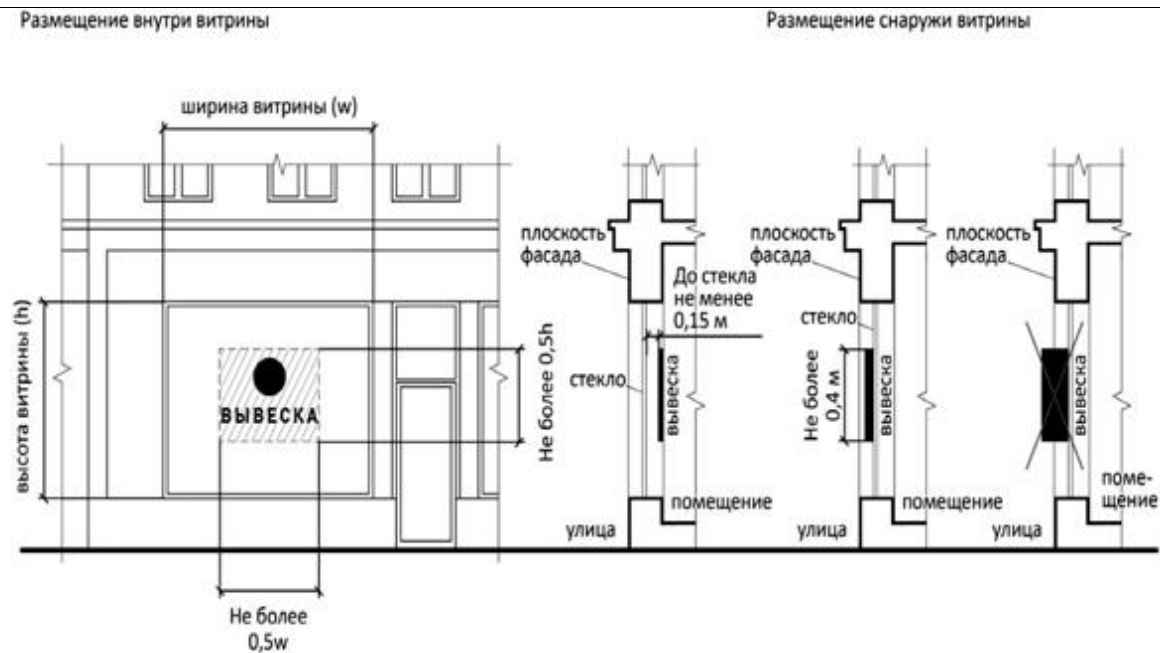 Размещение внутри витрины
Размещение снаружи витрины
ширина витрины (w)
высота витрины (h)
ВЫВЕСКА
Не более 0,5h
Не более
0,5w
плоскость
фасада
До стекла
не менее
0,15 м
стекло
вывеска
помещение
улица
плоскость
фасада
стекло
Не более
0,4 м
вывеска
помещение
улица
плоскость
фасада
вывеска
поме-
щение
улица